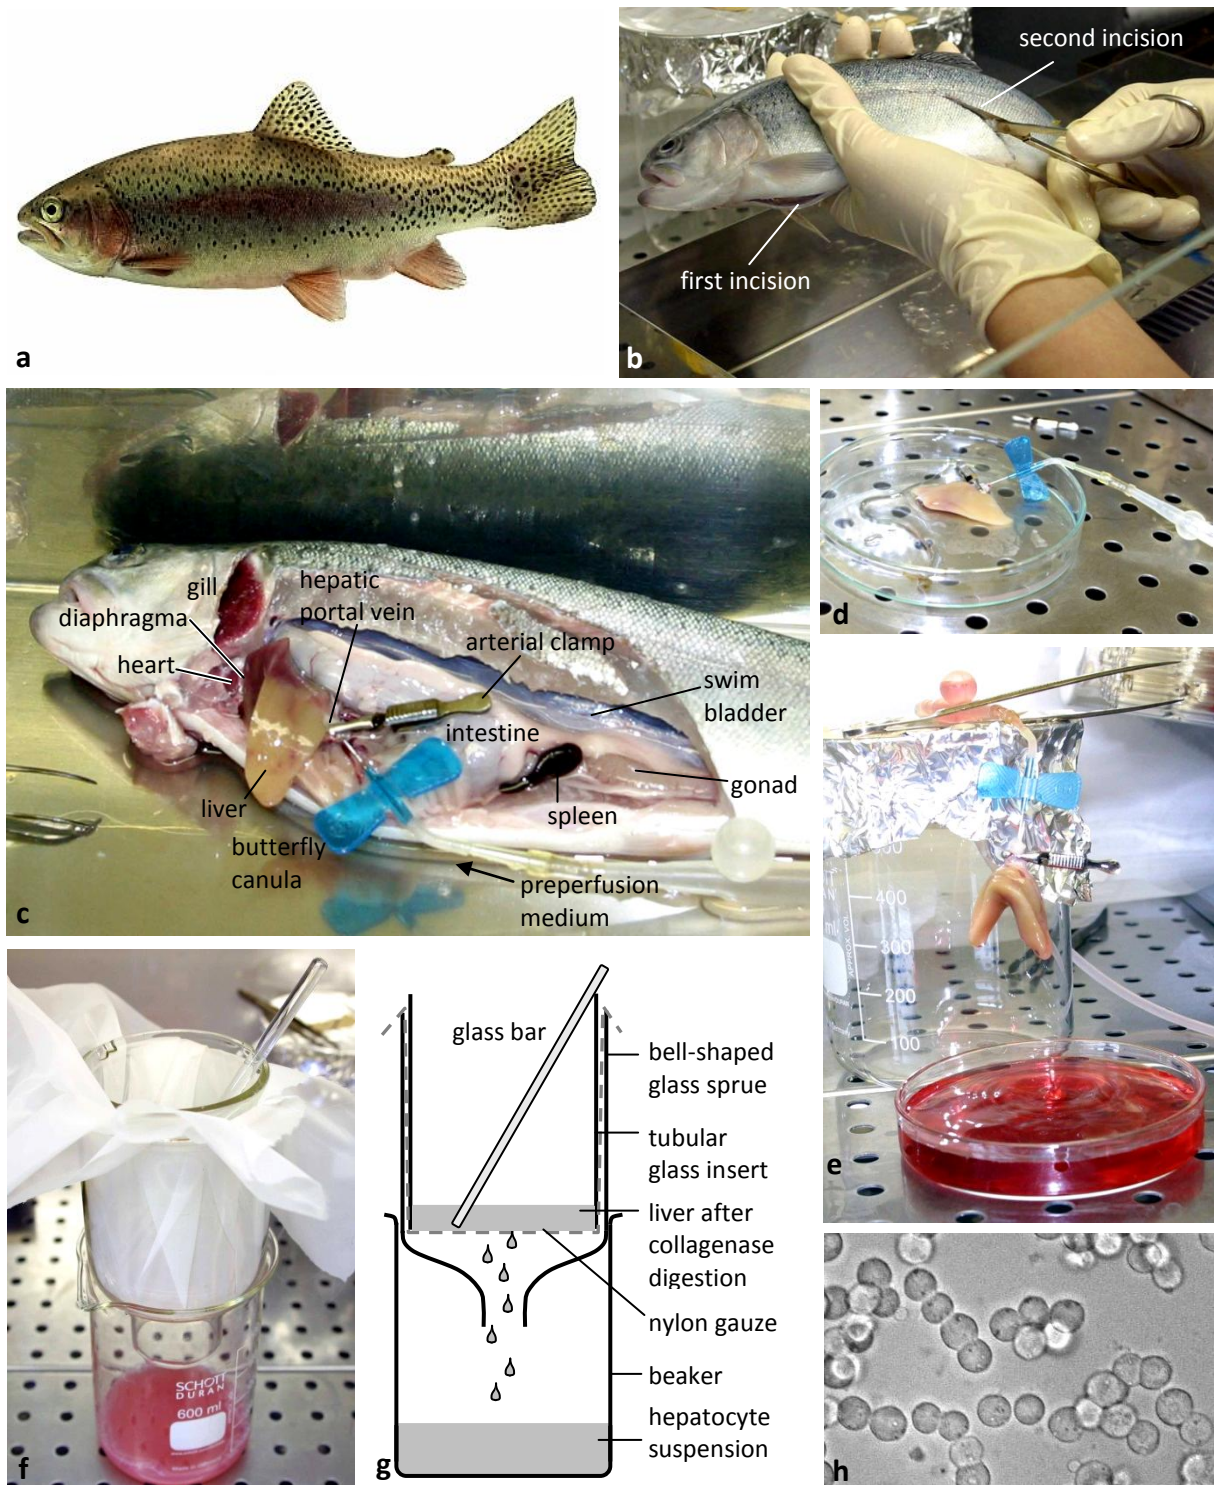 a
second incision
first incision
b
gill
hepatic
portal vein
diaphragma
arterial clamp
heart
swim
bladder
intestine
gonad
liver
spleen
butterfly
canula
preperfusion
medium
c
d
400
300
200
100
APPROX. VOL
e
SCHOTT
DURAN
600 ml
f
glass bar
bell-shaped
glass sprue
tubular
glass insert
liver after
collagenase
digestion
nylon gauze
beaker
hepatocyte
suspension
g
h